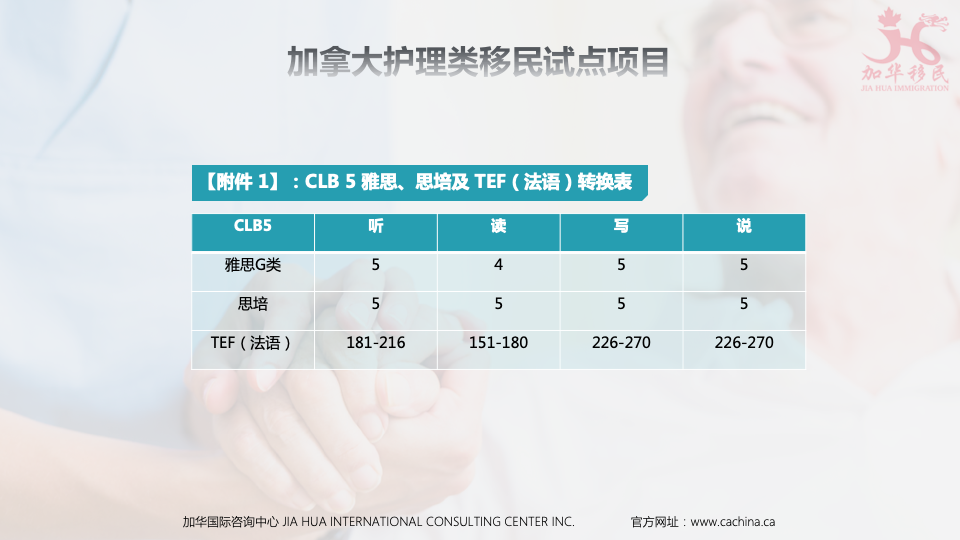 加华移民
JIA HUA IMMIGRATION
加拿大护理类移民试点项目
【附件 1】：CLB 5 雅思、思培及 TEF（法语）转换表
CLB5 听 读 写 说
雅思G类 5 4 5 5
思培 5 5 5 5
TEF（法语） 181-216 151-180 226-270 226-270
加华国际咨询中心 JIA HUA INTERNATIONAL CONSULTING CENTER INC. 官方网址：www.cachina.ca